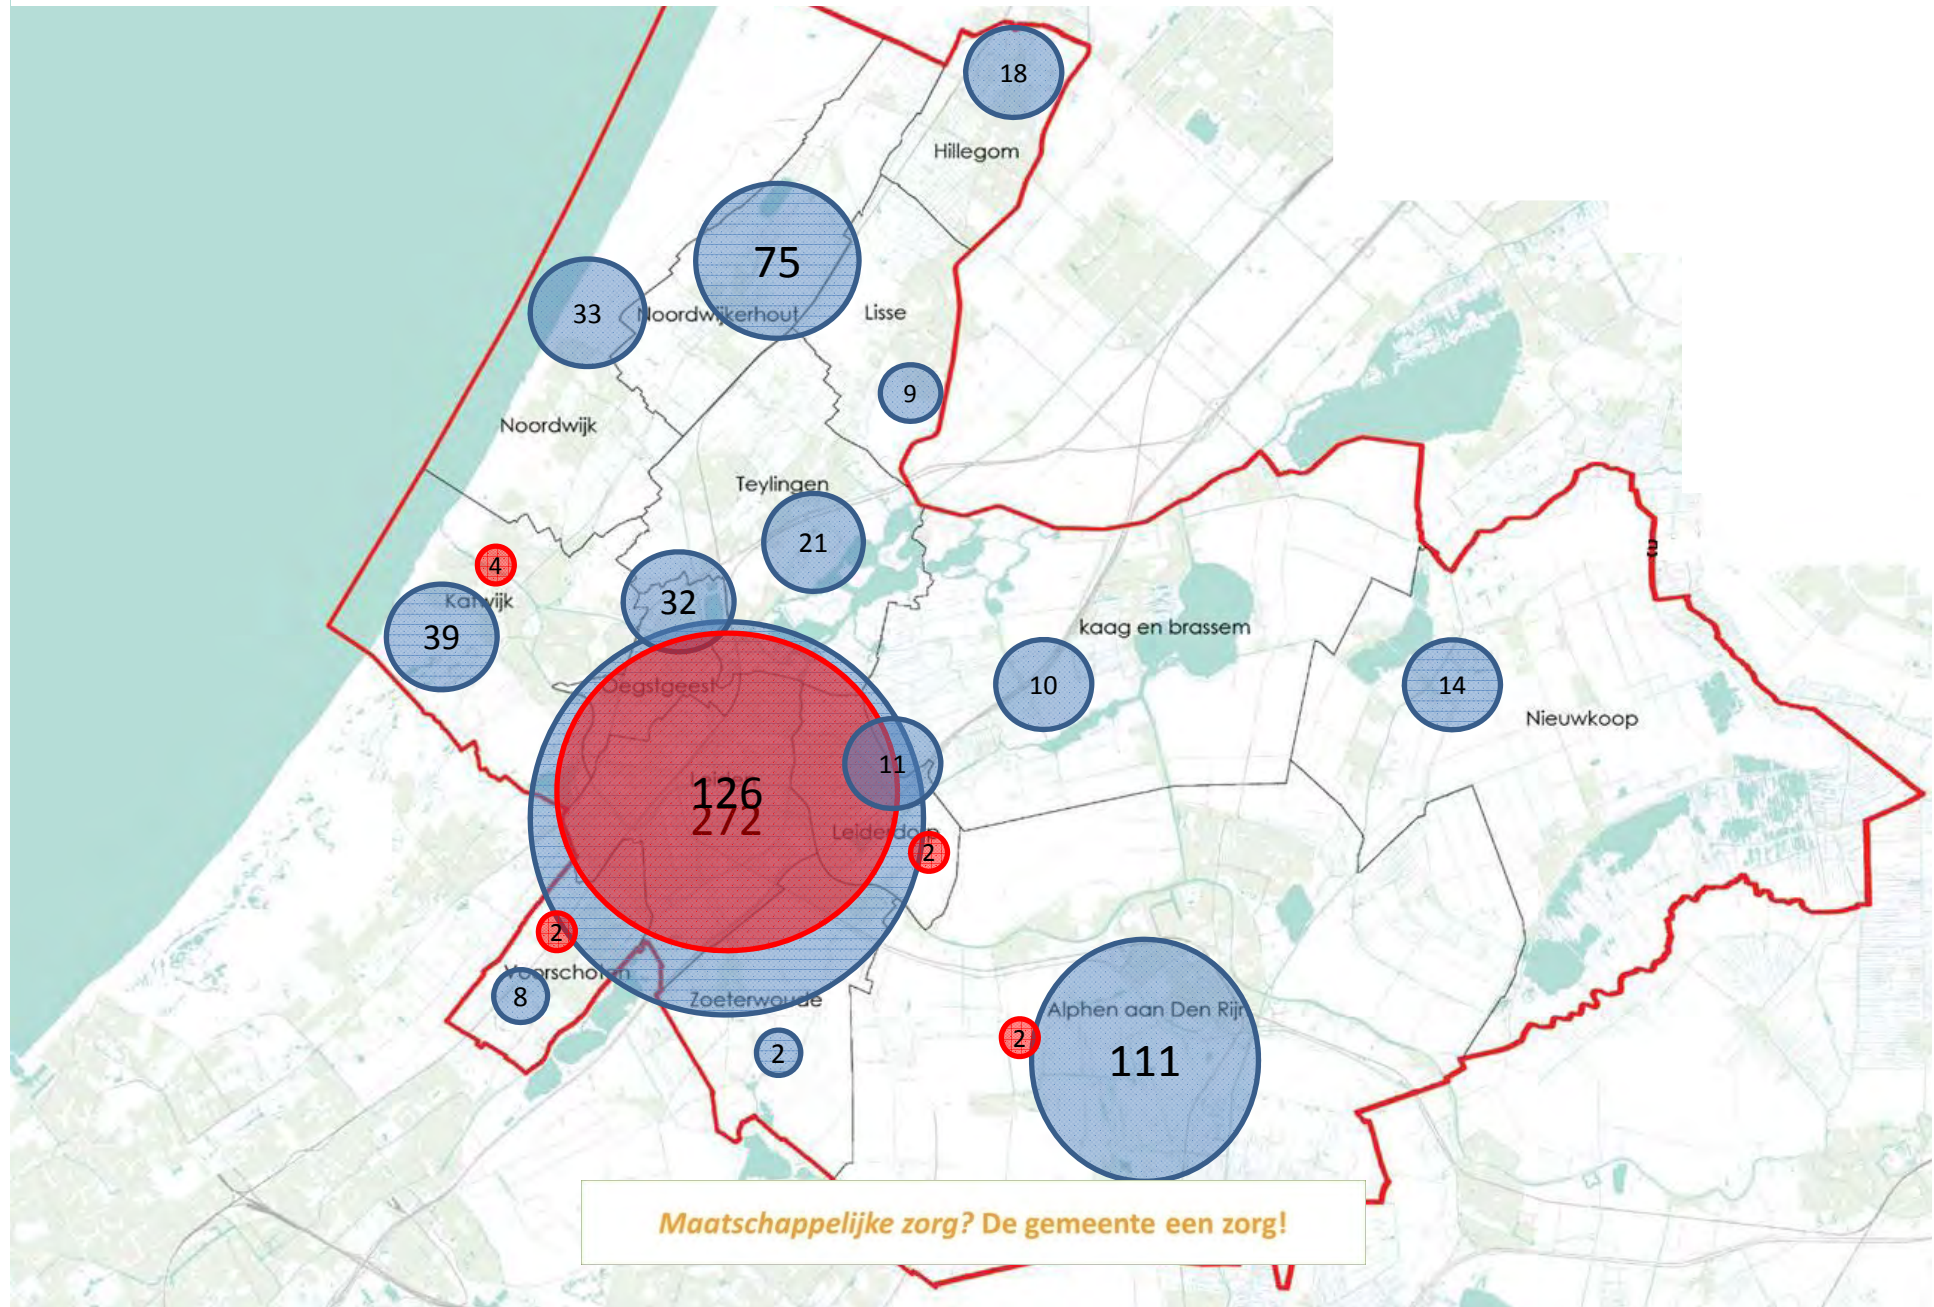 18
Hillegom
75
33
Noordwijkerhout
Lisse
9
Noordwijk
Teylingen
21
4
Katwijk
32
39
kaag en brassem
10
14
Oegstgeest
Nieuwkoop
11
Leiden
126
272
Leiderdorp
2
2
Voorschoten
8
Zoeterwoude
Alphen aan Den Rijn
2
2
111
Maatschappelijke zorg? De gemeente een zorg!